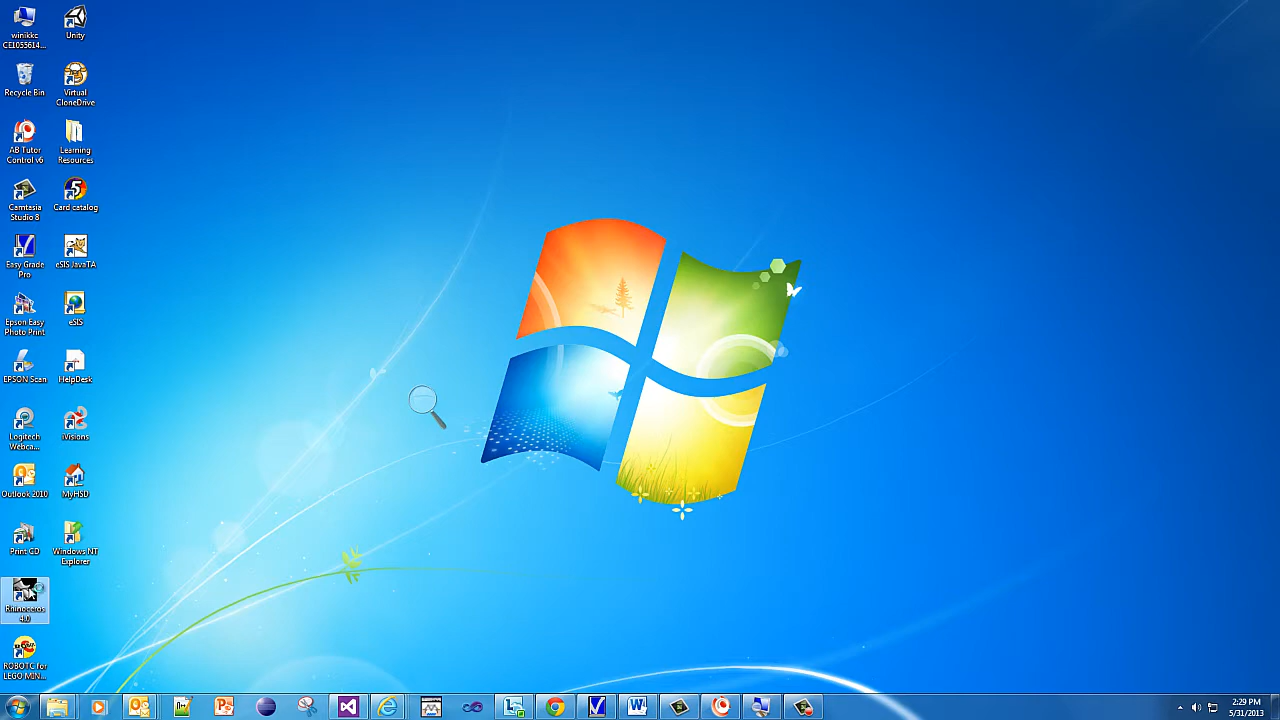 winikkc
CE1055614...
Unity
Recycle Bin
Virtual
CloneDrive
AB Tutor
Control v6
Learning
Resources
Camtasia
Studio 8
Card catalog
Easy Grade
Pro
eSIS JavaTA
Epson Easy
Photo Print
eSIS
EPSON Scan
HelpDesk
Logitech
Webca...
iVisions
Outlook 2010
MyHSD
Print CD
Windows NT
Explorer
Rhinoceros
4.0
ROBOTC for
LEGO MIN...
2:29 PM
5/31/2013